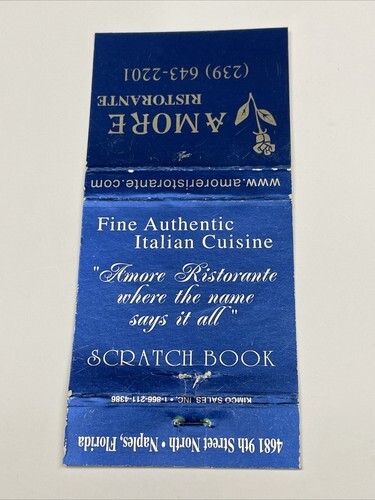 AMORE
RISTORANTE
(239) 643-2201
www.amoreristorante.com
Fine Authentic
Italian Cuisine
"Amore Ristorante
where the name
says it all"
SCRATCH BOOK
KIMCO SALES, INC. • 1-866-211-4386
4681 9th Street North • Naples, Florida